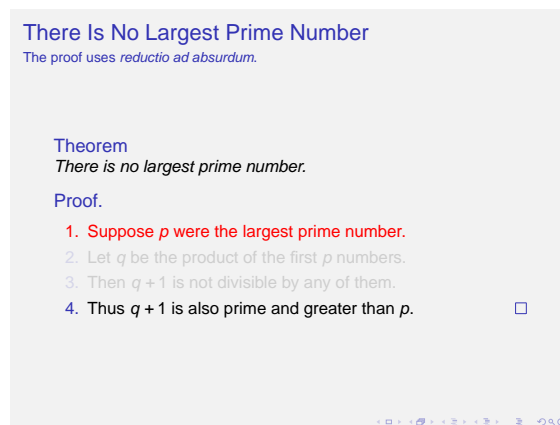 There Is No Largest Prime Number
The proof uses reductio ad absurdum.
Theorem
There is no largest prime number.
Proof.
1. Suppose p were the largest prime number.
2. Let q be the product of the first p numbers.
3. Then q + 1 is not divisible by any of them.
4. Thus q + 1 is also prime and greater than p.